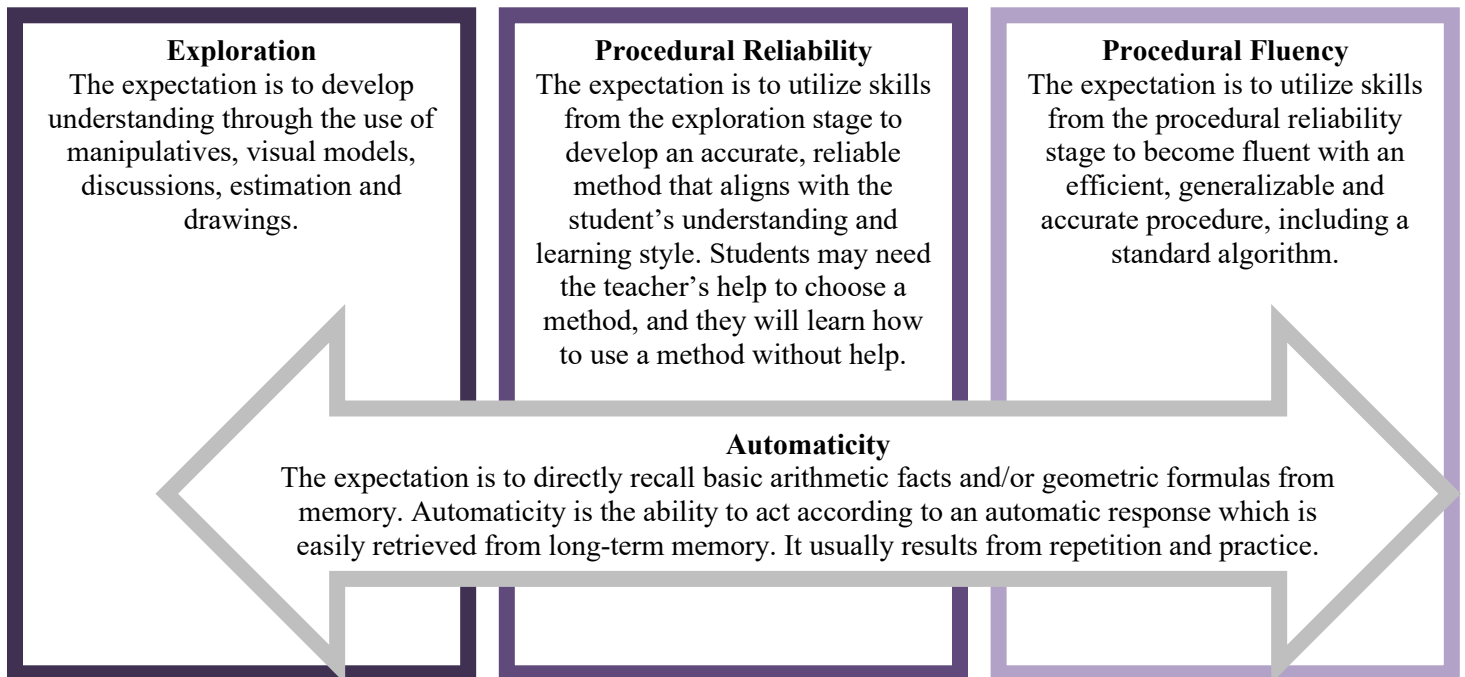 Exploration
The expectation is to develop
understanding through the use of
manipulatives, visual models,
discussions, estimation and
drawings.
Procedural Reliability
The expectation is to utilize skills
from the exploration stage to
develop an accurate, reliable
method that aligns with the
student’s understanding and
learning style. Students may need
the teacher’s help to choose a
method, and they will learn how
to use a method without help.
Procedural Fluency
The expectation is to utilize skills
from the procedural reliability
stage to become fluent with an
efficient, generalizable and
accurate procedure, including a
standard algorithm.
Automaticity
The expectation is to directly recall basic arithmetic facts and/or geometric formulas from
memory. Automaticity is the ability to act according to an automatic response which is
easily retrieved from long-term memory. It usually results from repetition and practice.